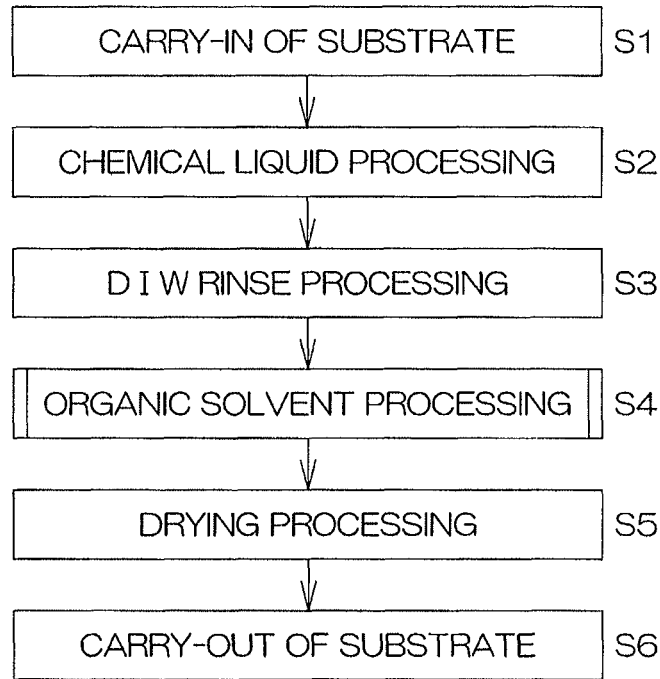 CARRY-IN OF SUBSTRATE S1
CHEMICAL LIQUID PROCESSING S2
D I W RINSE PROCESSING S3
ORGANIC SOLVENT PROCESSING S4
DRYING PROCESSING S5
CARRY-OUT OF SUBSTRATE S6